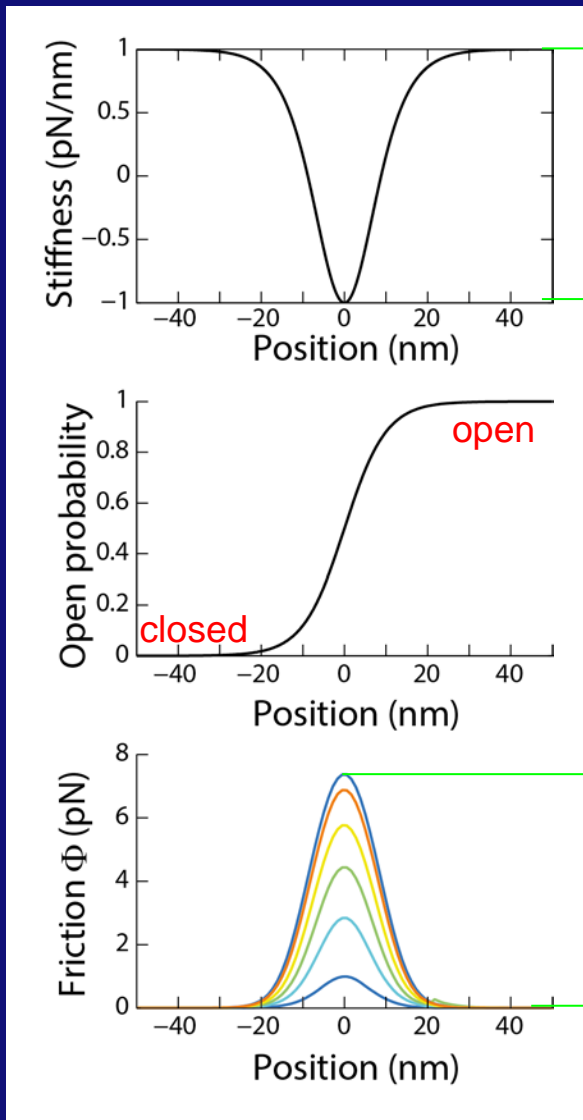 Stiffness (pN/nm)
1
0.5
0
−0.5
−1
−40 −20 0 20 40
Position (nm)
Open probability
1
0.8
0.6
0.4
0.2
0
open
closed
−40 −20 0 20 40
Position (nm)
Friction Φ (pN)
8
6
4
2
0
−40 −20 0 20 40
Position (nm)